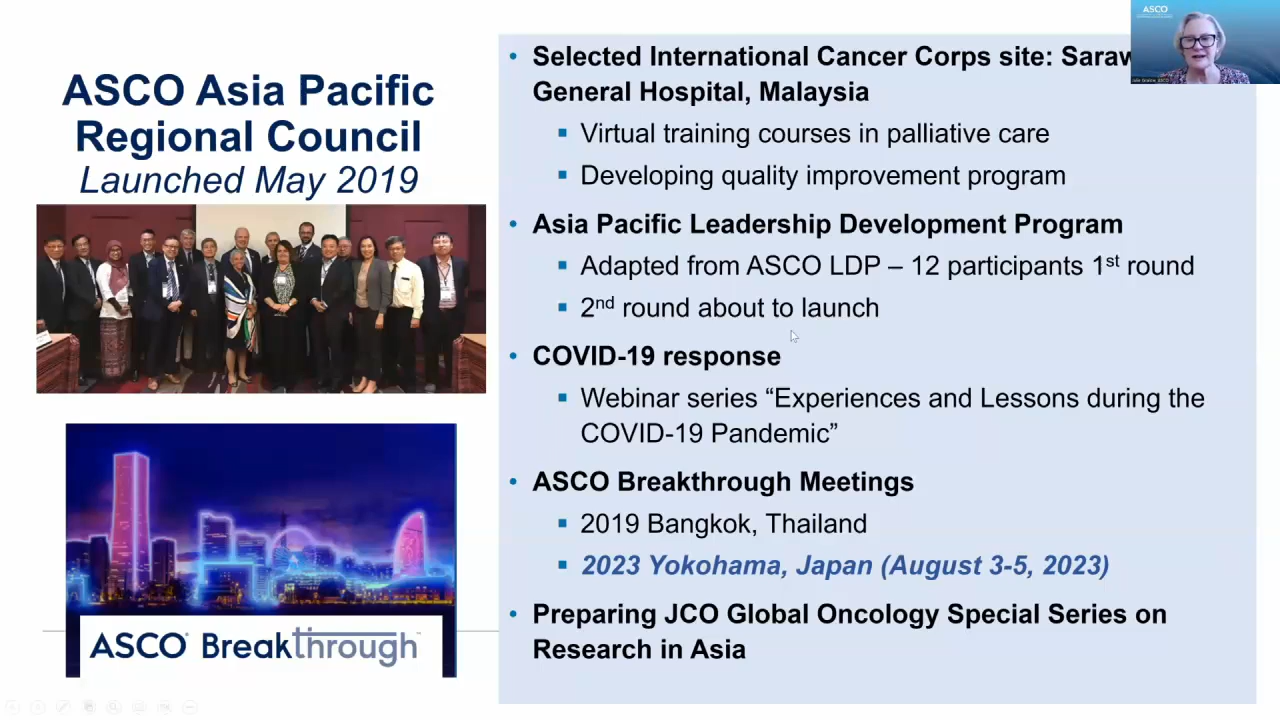 ASCO Asia Pacific
Regional Council
Launched May 2019
ASCO Breakthrough
• Selected International Cancer Corps site:
General Hospital, Malaysia
▪ Virtual training courses in palliative care
▪ Developing quality improvement program
• Asia Pacific Leadership Development Program
▪ Adapted from ASCO LDP – 12 participants 1st round
▪ 2nd round about to launch
• COVID-19 response
▪ Webinar series “Experiences and Lessons during the
COVID-19 Pandemic”
• ASCO Breakthrough Meetings
▪ 2019 Bangkok, Thailand
▪ 2023 Yokohama, Japan (August 3-5, 2023)
• Preparing JCO Global Oncology Special Series on
Research in Asia
ASCO